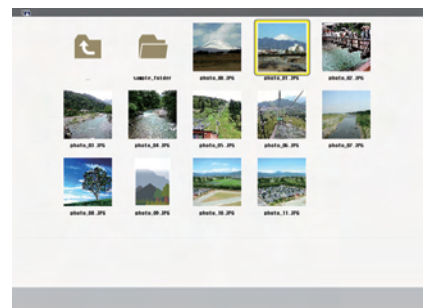 ..
sample_folder photo_00.JPG photo_01.JPG photo_02.JPG
photo_03.JPG photo_04.JPG photo_05.JPG photo_06.JPG photo_07.JPG
photo_08.JPG photo_09.JPG photo_10.JPG photo_11.JPG